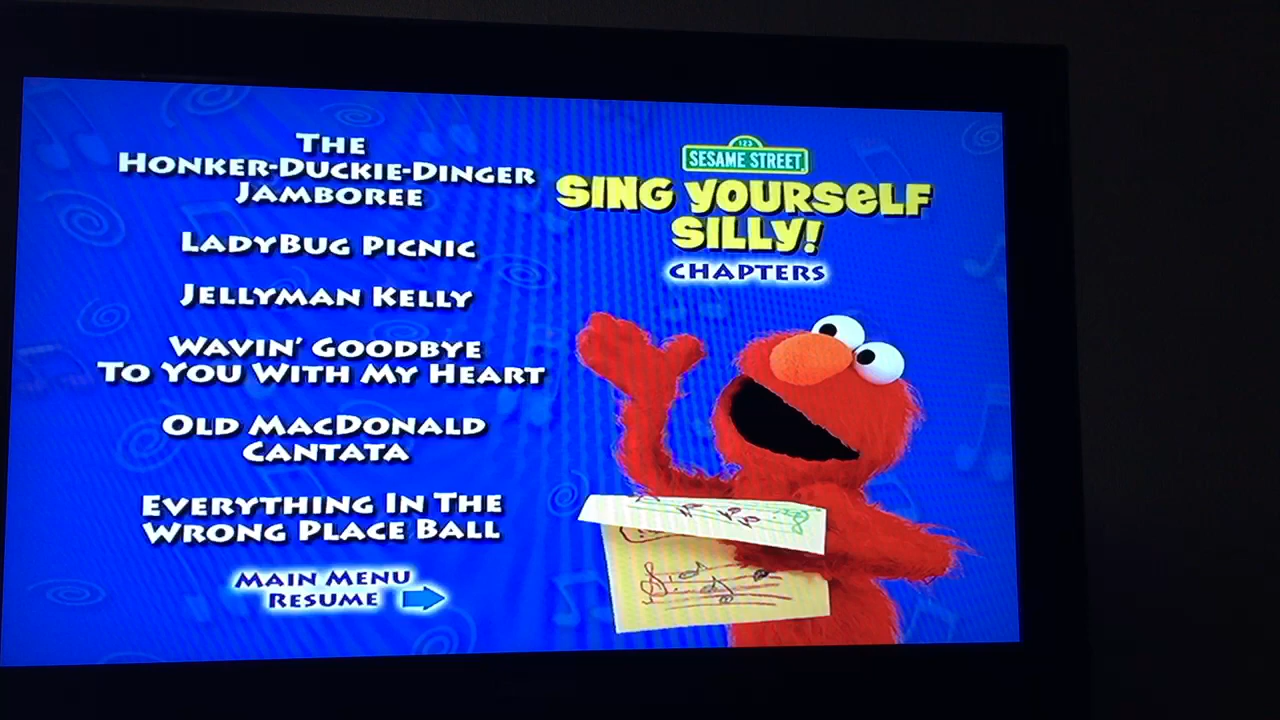 THE
HONKER-DUCKIE-DINGER
JAMBOREE
LADYBUG PICNIC
JELLYMAN KELLY
WAVIN' GOODBYE
TO YOU WITH MY HEART
OLD MACDONALD
CANTATA
EVERYTHING IN THE
WRONG PLACE BALL
MAIN MENU
RESUME
123
SESAME STREET
SING YOURSELF
SILLY!
CHAPTERS